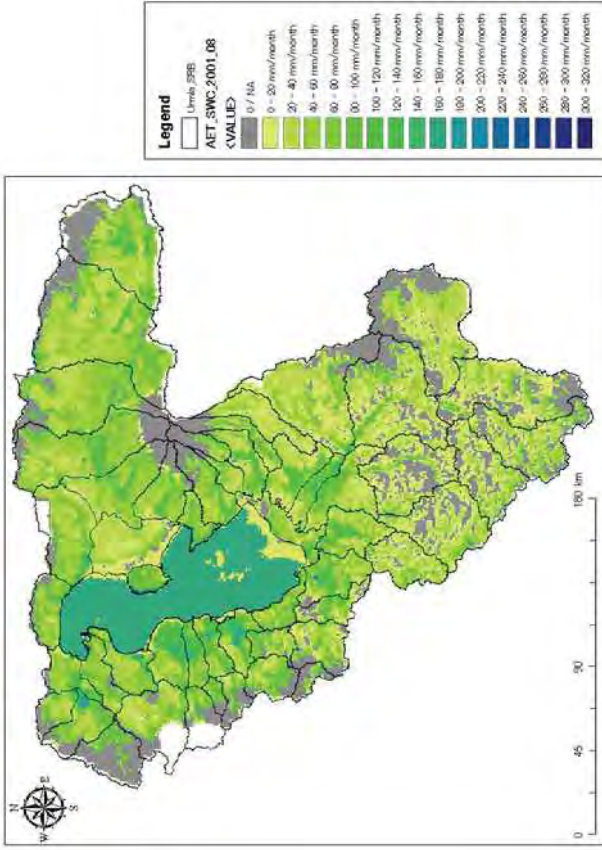 N
W
E
S
Legend
Urmia_SRB
AET_SWC_2001_08
<VALUE>
0 / NA
0 - 20 mm/month
20 - 40 mm/month
40 - 60 mm/month
60 - 80 mm/month
80 - 100 mm/month
100 - 120 mm/month
120 - 140 mm/month
140 - 160 mm/month
160 - 180 mm/month
180 - 200 mm/month
200 - 220 mm/month
220 - 240 mm/month
240 - 260 mm/month
260 - 280 mm/month
280 - 300 mm/month
300 - 320 mm/month
0 45 90 180 km